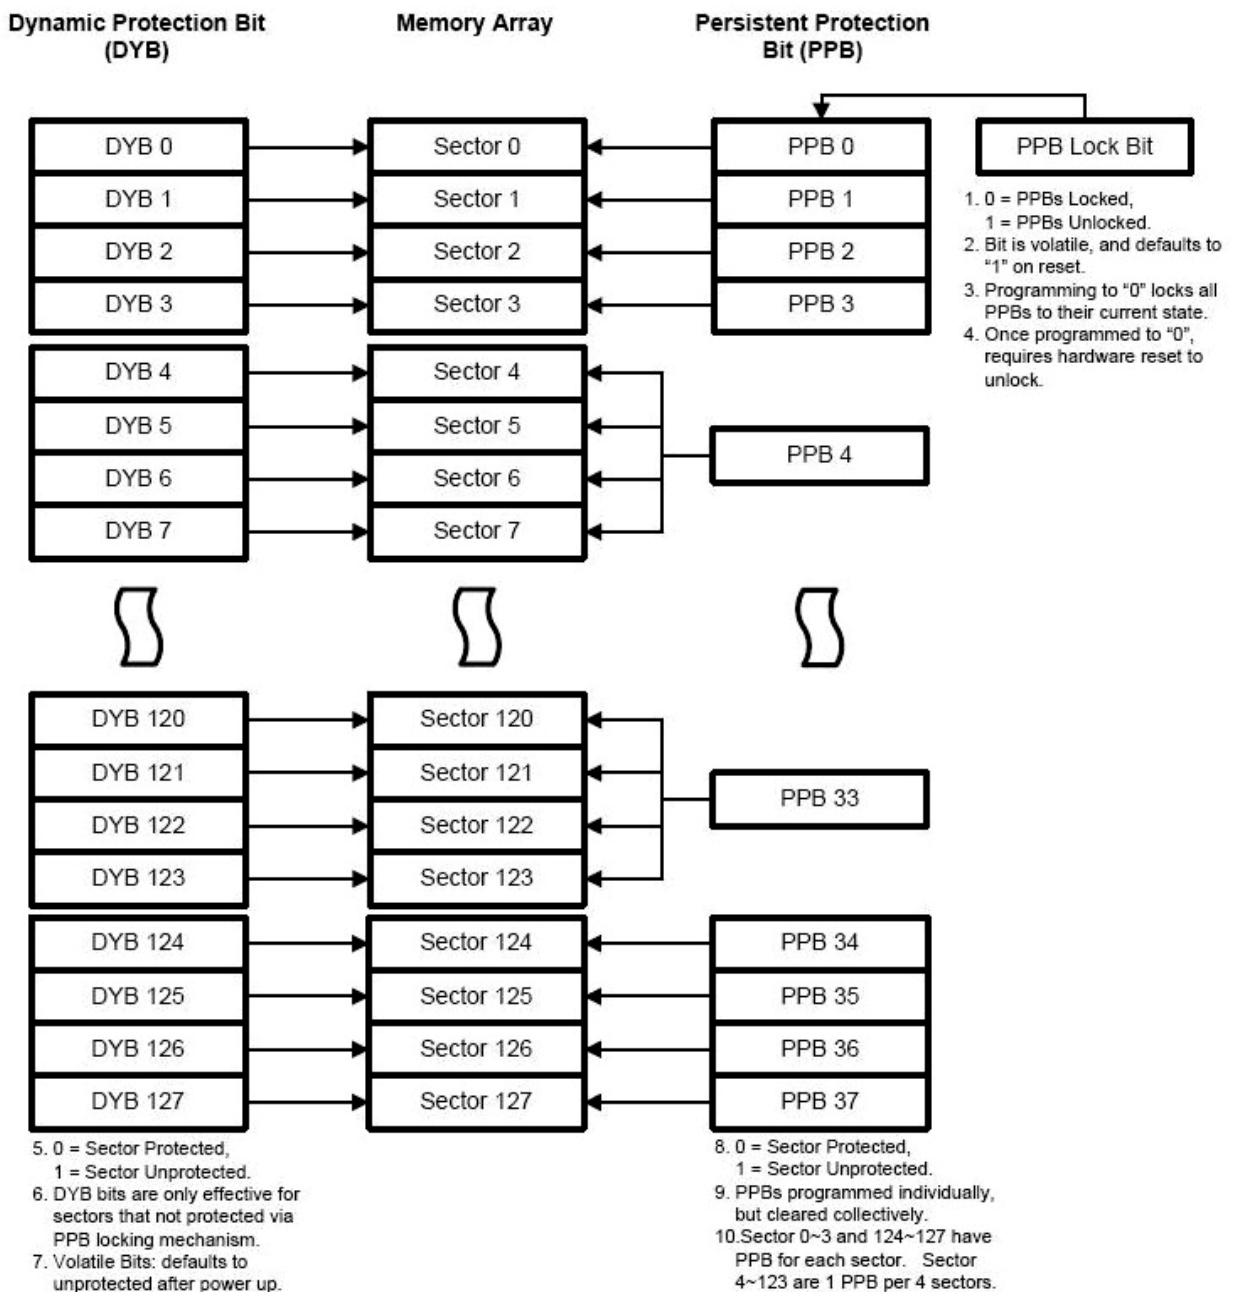 Dynamic Protection Bit
(DYB)
Memory Array
Persistent Protection
Bit (PPB)
DYB 0
Sector 0
PPB 0
PPB Lock Bit
DYB 1
Sector 1
PPB 1
DYB 2
Sector 2
PPB 2
DYB 3
Sector 3
PPB 3
1. 0 = PPBs Locked,
1 = PPBs Unlocked.
2. Bit is volatile, and defaults to
“1” on reset.
3. Programming to “0” locks all
PPBs to their current state.
4. Once programmed to “0”,
requires hardware reset to
unlock.
DYB 4
Sector 4
DYB 5
Sector 5
PPB 4
DYB 6
Sector 6
DYB 7
Sector 7
DYB 120
Sector 120
DYB 121
Sector 121
PPB 33
DYB 122
Sector 122
DYB 123
Sector 123
DYB 124
Sector 124
PPB 34
DYB 125
Sector 125
PPB 35
DYB 126
Sector 126
PPB 36
DYB 127
Sector 127
PPB 37
5. 0 = Sector Protected,
1 = Sector Unprotected.
6. DYB bits are only effective for
sectors that not protected via
PPB locking mechanism.
7. Volatile Bits: defaults to
unprotected after power up.
8. 0 = Sector Protected,
1 = Sector Unprotected.
9. PPBs programmed individually,
but cleared collectively.
10.Sector 0~3 and 124~127 have
PPB for each sector. Sector
4~123 are 1 PPB per 4 sectors.